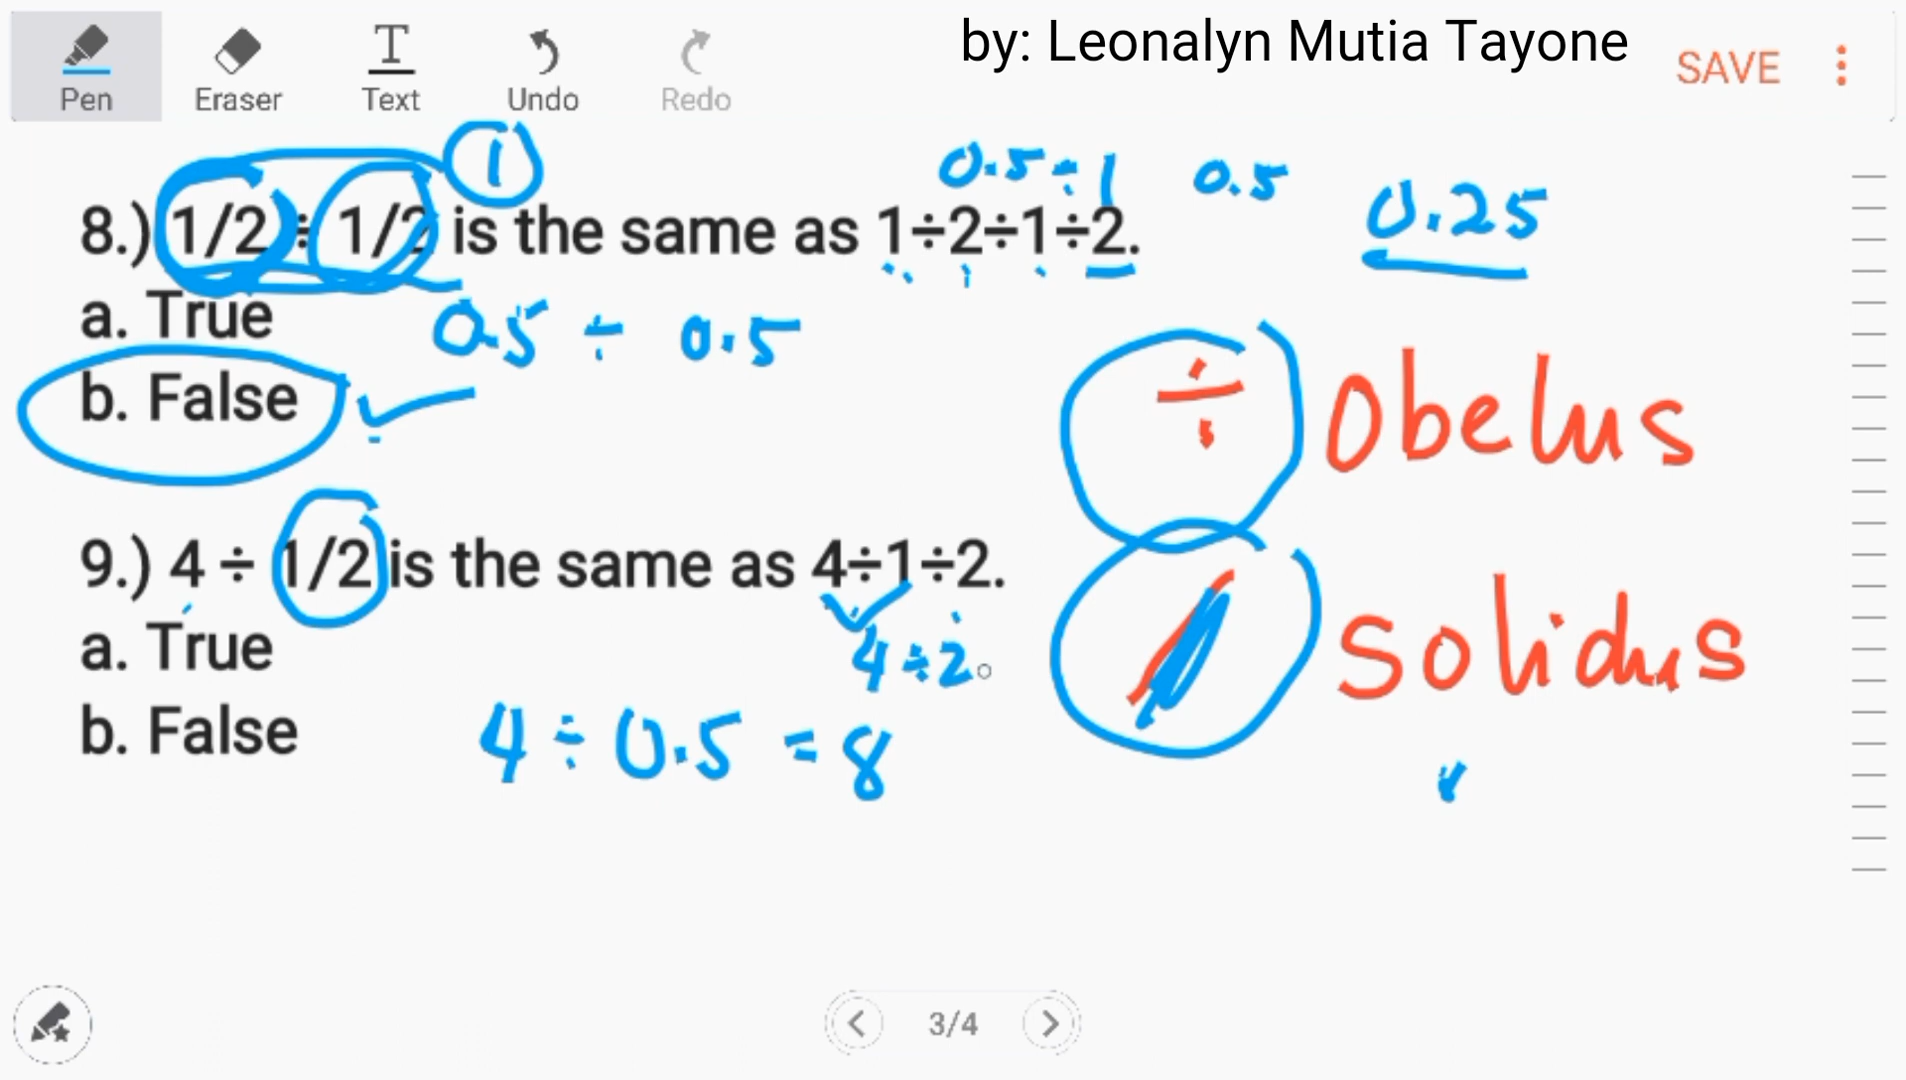 by: Leonalyn Mutia Tayone
Pen Eraser Text Undo Redo SAVE
1
0.5÷1 0.5 0.25
8.) 1/2 ÷ 1/2 is the same as 1÷2÷1÷2.
a. True
0.5 ÷ 0.5
b. False
÷ Obelus
9.) 4 ÷ 1/2 is the same as 4÷1÷2.
a. True
4÷2
/ Solidus
b. False
4 ÷ 0.5 = 8
3/4